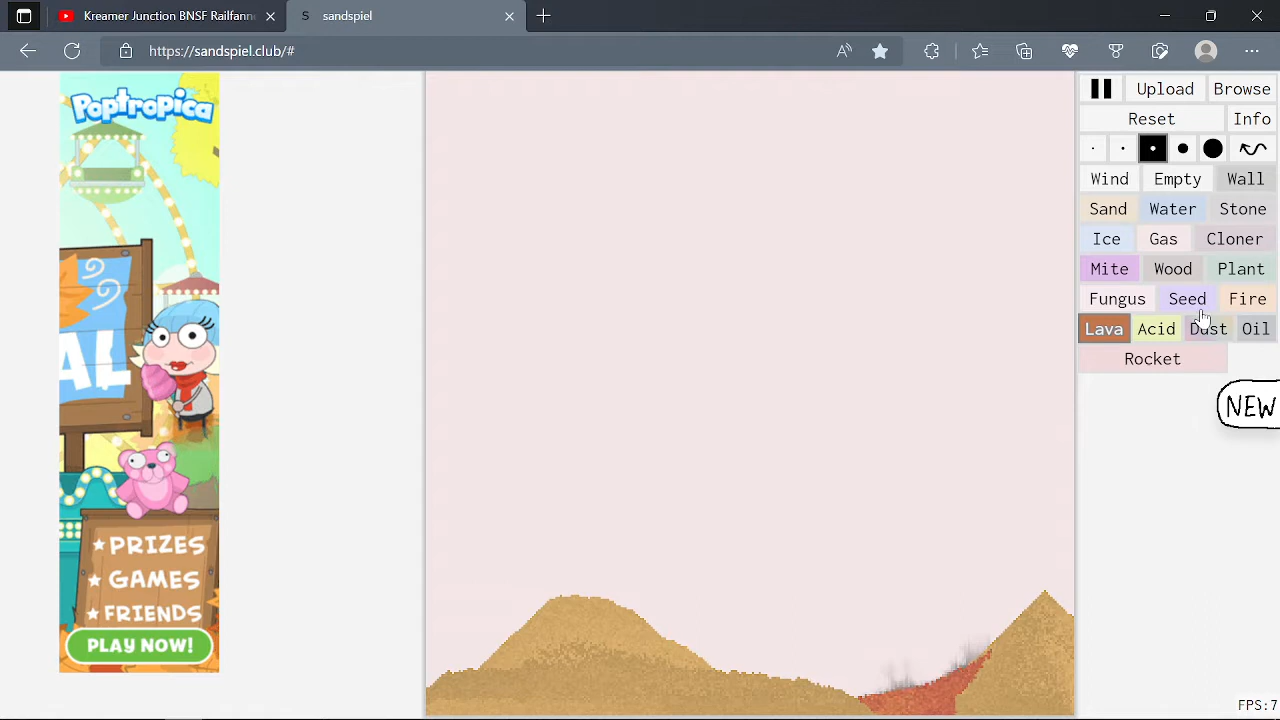 Kreamer Junction BNSF Railfann
sandspiel
https://sandspiel.club/#
Poptropica
AL
★ PRIZES
★ GAMES
★ FRIENDS
PLAY NOW!
Upload Browse
Reset Info
Wind Empty Wall
Sand Water Stone
Ice Gas Cloner
Mite Wood Plant
Fungus Seed Fire
Lava Acid Dust Oil
Rocket
NEW
FPS:7